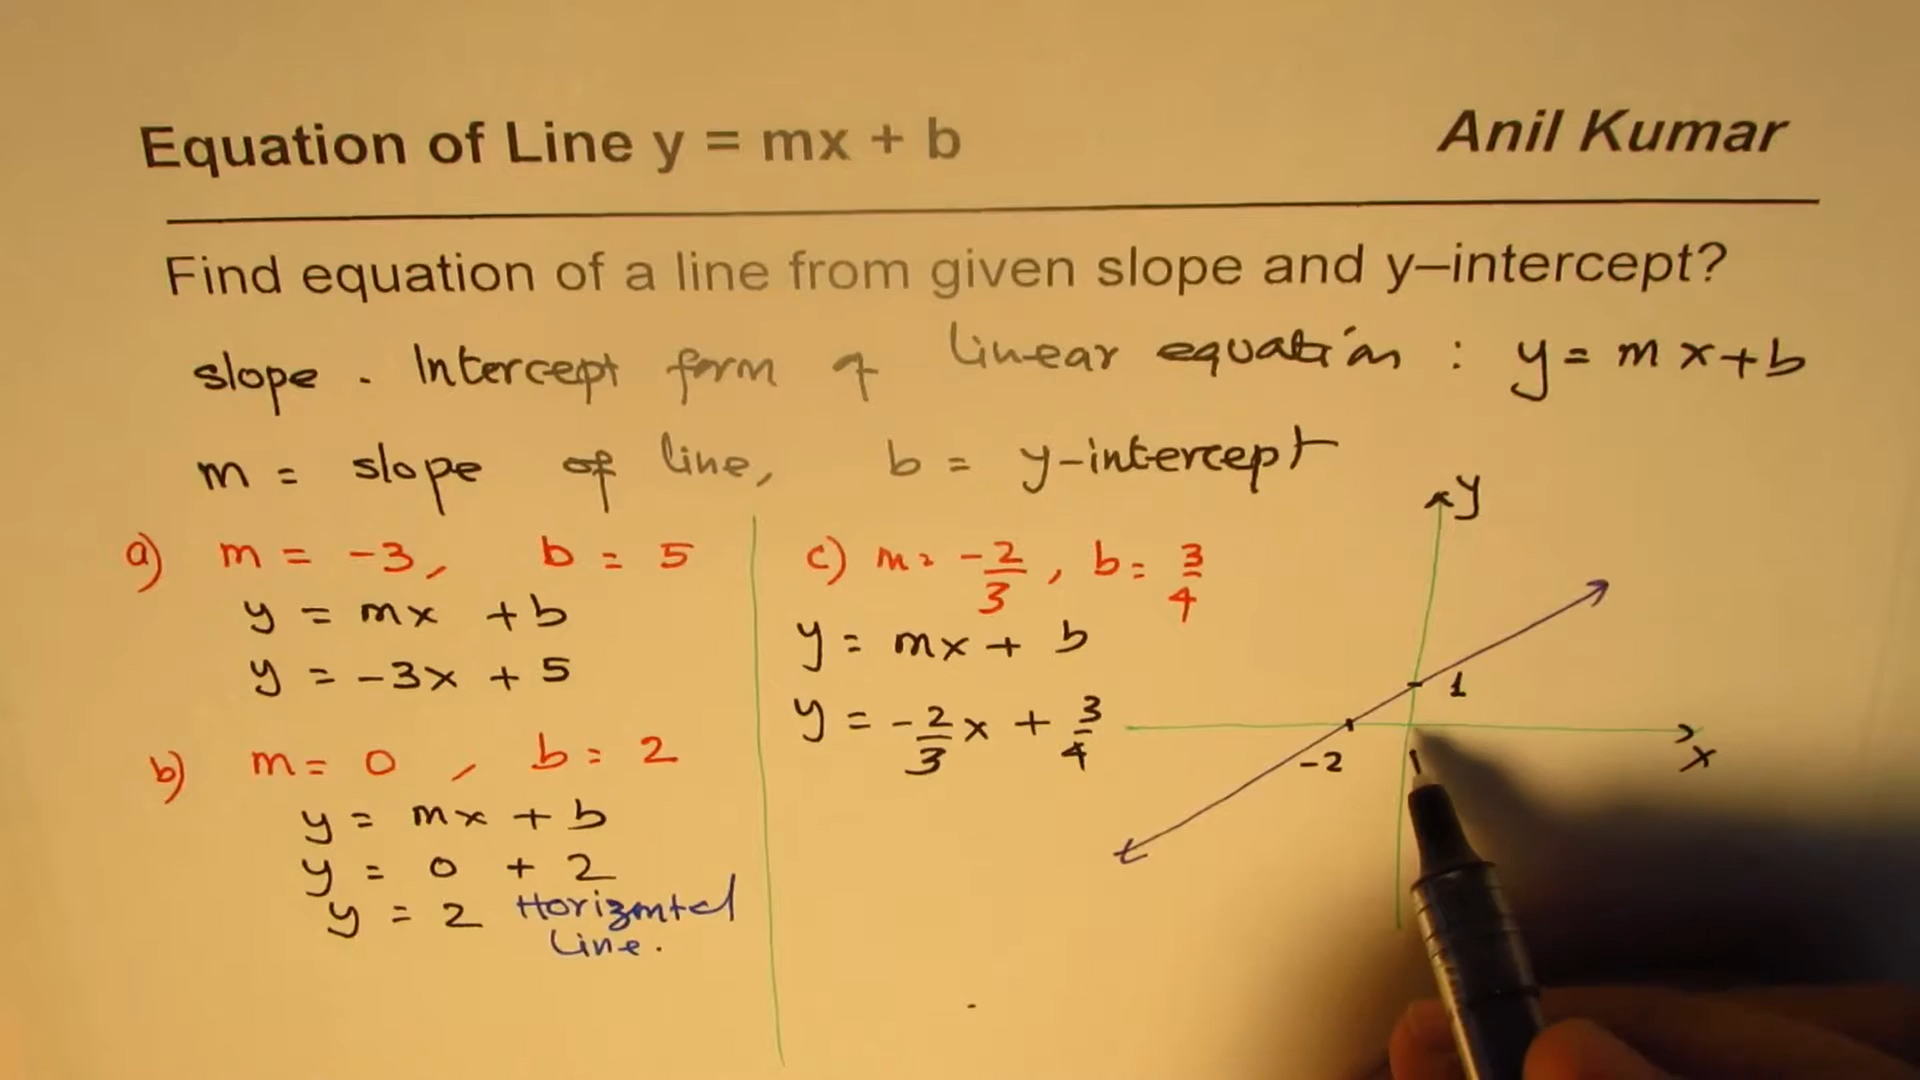 Equation of Line y = mx + b
Anil Kumar
Find equation of a line from given slope and y–intercept?
slope - Intercept form of linear equation : y = mx + b
m = slope of line, b = y-intercept
a) m = -3, b = 5
y = mx + b
y = -3x + 5
b) m = 0, b = 2
y = mx + b
y = 0 + 2
y = 2 Horizontal
Line.
c) m = -2/3, b = 3/4
y = mx + b
y = -2/3 x + 3/4
y
1
-2
x